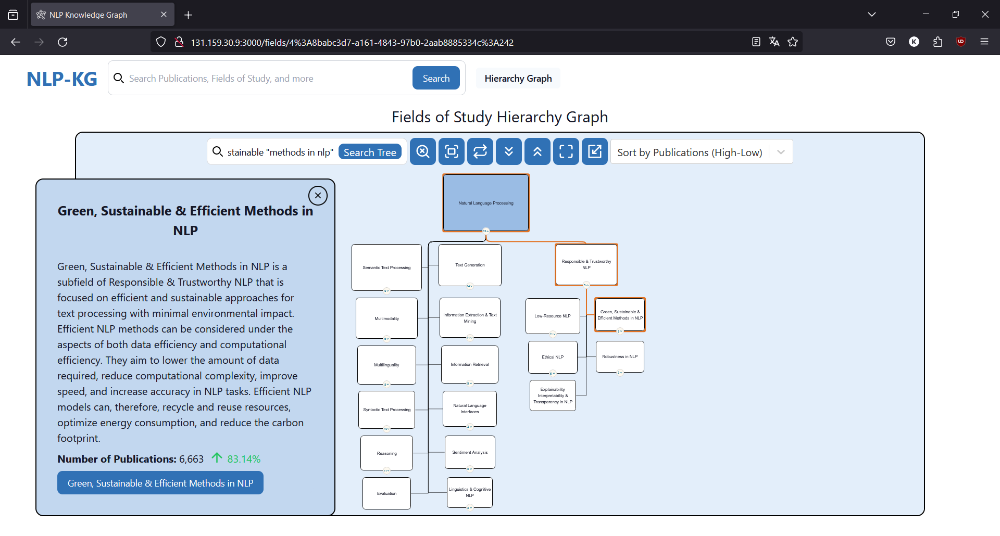 NLP Knowledge Graph
131.159.30.9:3000/fields/4%3A8babc3d7-a161-4843-97b0-2aab8885334c%3A242
NLP-KG
Search Publications, Fields of Study, and more
Search
Hierarchy Graph
Fields of Study Hierarchy Graph
stainable "methods in nlp"
Search Tree
Sort by Publications (High-Low)
Green, Sustainable & Efficient Methods in
NLP
Green, Sustainable & Efficient Methods in NLP is a
subfield of Responsible & Trustworthy NLP that is
focused on efficient and sustainable approaches for
text processing with minimal environmental impact.
Efficient NLP methods can be considered under the
aspects of both data efficiency and computational
efficiency. They aim to lower the amount of data
required, reduce computational complexity, improve
speed, and increase accuracy in NLP tasks. Efficient NLP
models can, therefore, recycle and reuse resources,
optimize energy consumption, and reduce the carbon
footprint.
Number of Publications: 6,663 83.14%
Green, Sustainable & Efficient Methods in NLP
Natural Language Processing
Semantic Text Processing
Text Generation
Responsible & Trustworthy
NLP
Multimodality
Information Extraction & Text
Mining
Low-Resource NLP
Green, Sustainable &
Efficient Methods in NLP
Multilinguality
Information Retrieval
Ethical NLP
Robustness in NLP
Syntactic Text Processing
Natural Language
Interfaces
Explainability,
Interpretability &
Transparency in NLP
Reasoning
Sentiment Analysis
Evaluation
Linguistics & Cognitive
NLP